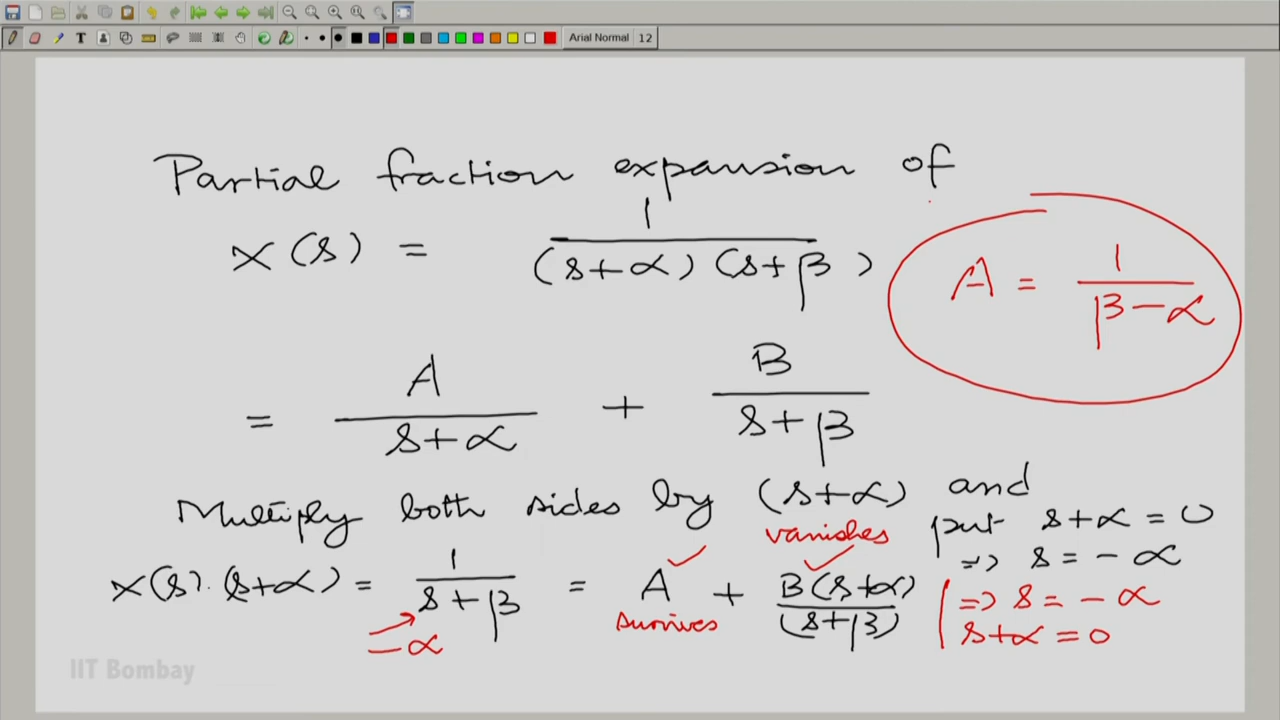 Arial Normal 12
Partial fraction expansion of
X(s) = 1 / (s+α)(s+β)
A = 1 / β-α
= A / s+α + B / s+β
Multiply both sides by (s+α) and
put s+α = 0
=> s = -α
vanishes
X(s).(s+α) = 1 / s+β = A + B(s+α) / (s+β)
=> s = -α
-α
survives
s+α = 0
IIT Bombay